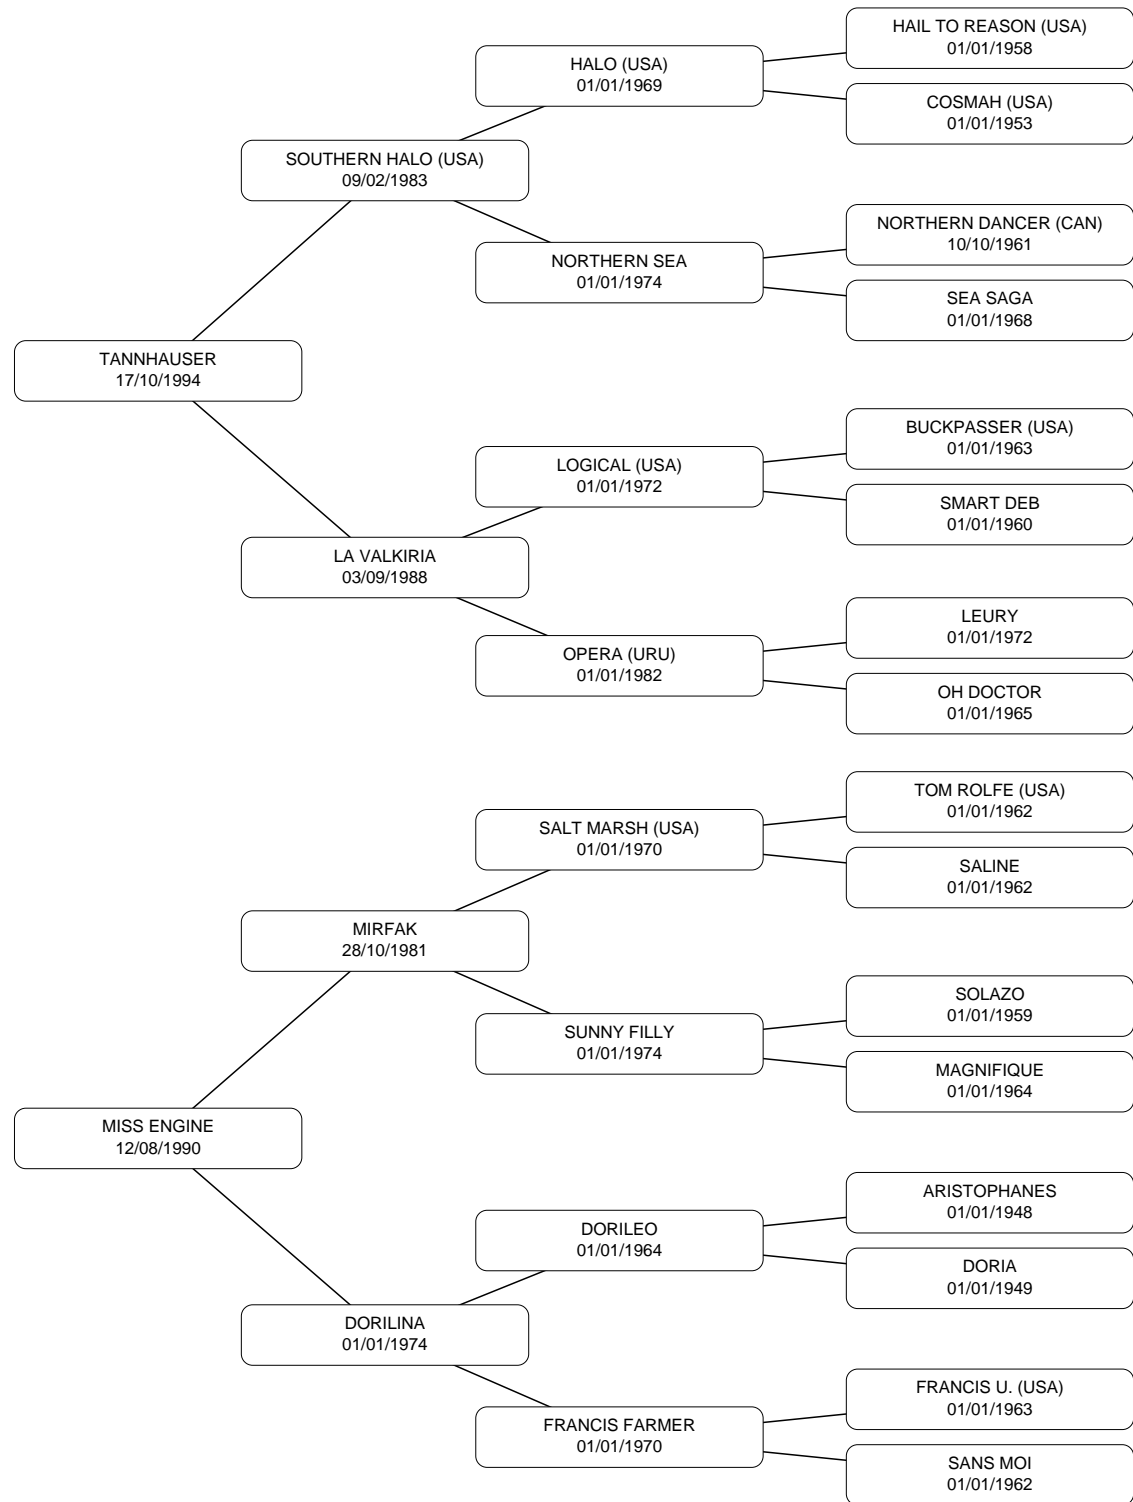 HAIL TO REASON (USA)
01/01/1958
HALO (USA)
01/01/1969
COSMAH (USA)
01/01/1953
SOUTHERN HALO (USA)
09/02/1983
NORTHERN DANCER (CAN)
10/10/1961
NORTHERN SEA
01/01/1974
SEA SAGA
01/01/1968
TANNHAUSER
17/10/1994
BUCKPASSER (USA)
01/01/1963
LOGICAL (USA)
01/01/1972
SMART DEB
01/01/1960
LA VALKIRIA
03/09/1988
LEURY
01/01/1972
OPERA (URU)
01/01/1982
OH DOCTOR
01/01/1965
TOM ROLFE (USA)
01/01/1962
SALT MARSH (USA)
01/01/1970
SALINE
01/01/1962
MIRFAK
28/10/1981
SOLAZO
01/01/1959
SUNNY FILLY
01/01/1974
MAGNIFIQUE
01/01/1964
MISS ENGINE
12/08/1990
ARISTOPHANES
01/01/1948
DORILEO
01/01/1964
DORIA
01/01/1949
DORILINA
01/01/1974
FRANCIS U. (USA)
01/01/1963
FRANCIS FARMER
01/01/1970
SANS MOI
01/01/1962